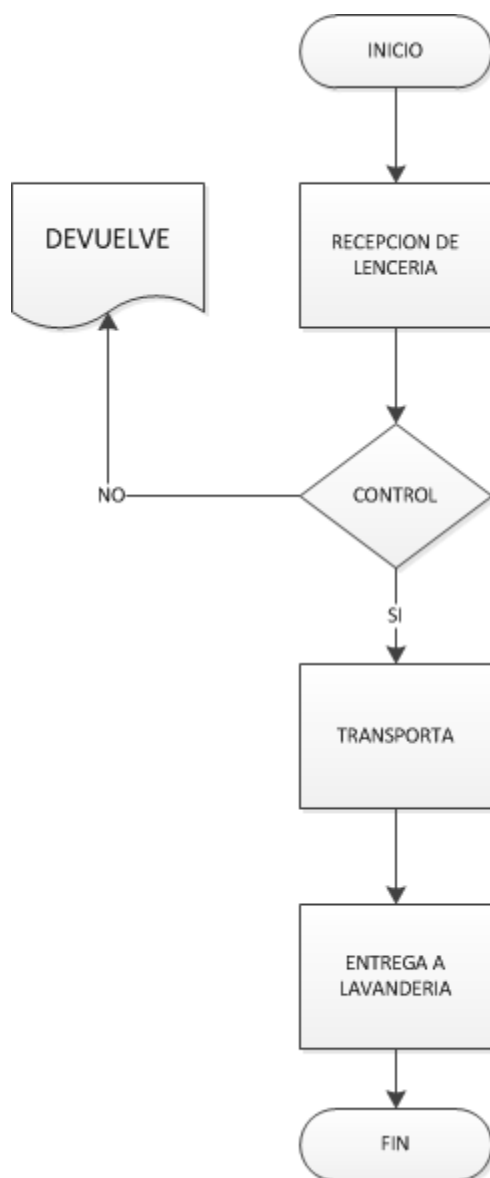 INICIO
DEVUELVE
RECEPCION DE
LENCERIA
CONTROL
NO
SI
TRANSPORTA
ENTREGA A
LAVANDERIA
FIN